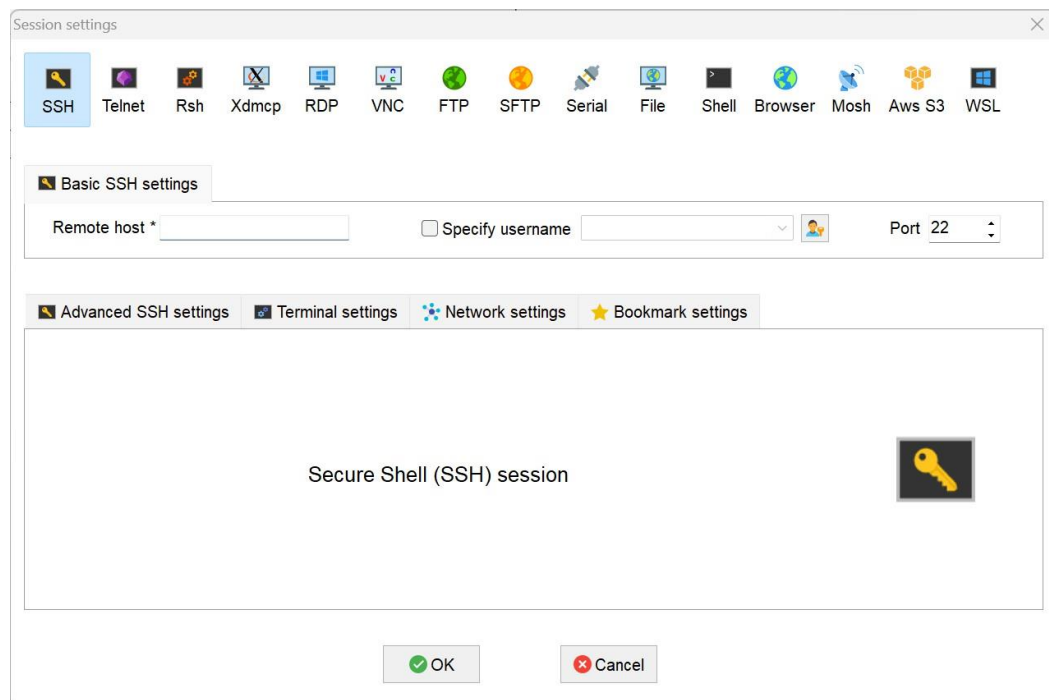 Session settings
SSH Telnet Rsh Xdmcp RDP VNC FTP SFTP Serial File Shell Browser Mosh Aws S3 WSL
Basic SSH settings
Remote host * Specify username Port 22
Advanced SSH settings Terminal settings Network settings Bookmark settings
Secure Shell (SSH) session
OK Cancel